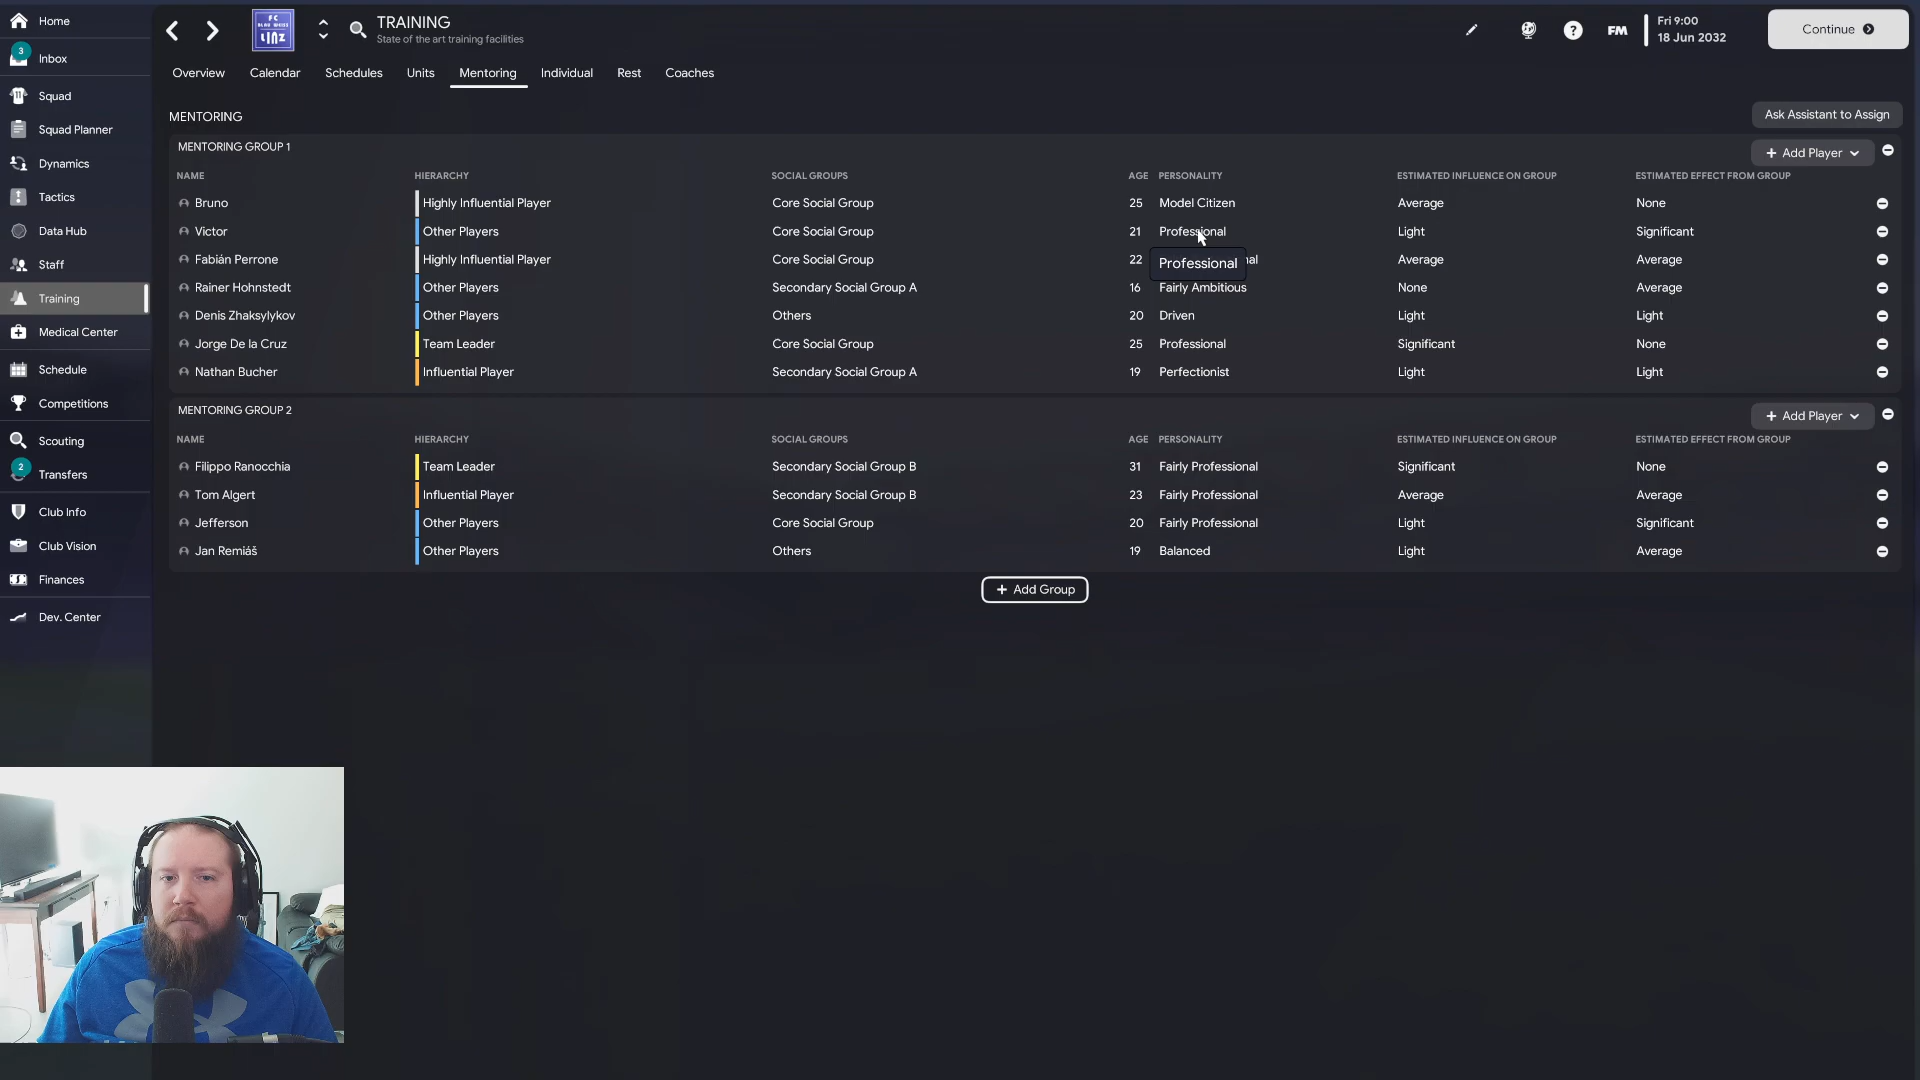 Home
3
Inbox
Squad
Squad Planner
Dynamics
Tactics
Data Hub
Staff
Training
Medical Center
Schedule
Competitions
Scouting
2
Transfers
Club Info
Club Vision
Finances
Dev. Center
FC
BLAU WEISS
LINZ
TRAINING
State of the art training facilities
?
FM
Fri 9:00
18 Jun 2032
Continue
Overview Calendar Schedules Units Mentoring Individual Rest Coaches
MENTORING
Ask Assistant to Assign
MENTORING GROUP 1
+ Add Player
NAME HIERARCHY SOCIAL GROUPS AGE PERSONALITY ESTIMATED INFLUENCE ON GROUP ESTIMATED EFFECT FROM GROUP
Bruno Highly Influential Player Core Social Group 25 Model Citizen Average None
Victor Other Players Core Social Group 21 Professional Light Significant
Fabián Perrone Highly Influential Player Core Social Group 22 Average Average
Professional
Rainer Hohnstedt Other Players Secondary Social Group A 16 Fairly Ambitious None Average
Denis Zhaksylykov Other Players Others 20 Driven Light Light
Jorge De la Cruz Team Leader Core Social Group 25 Professional Significant None
Nathan Bucher Influential Player Secondary Social Group A 19 Perfectionist Light Light
MENTORING GROUP 2
+ Add Player
NAME HIERARCHY SOCIAL GROUPS AGE PERSONALITY ESTIMATED INFLUENCE ON GROUP ESTIMATED EFFECT FROM GROUP
Filippo Ranocchia Team Leader Secondary Social Group B 31 Fairly Professional Significant None
Tom Algert Influential Player Secondary Social Group B 23 Fairly Professional Average Average
Jefferson Other Players Core Social Group 20 Fairly Professional Light Significant
Jan Remiáš Other Players Others 19 Balanced Light Average
+ Add Group